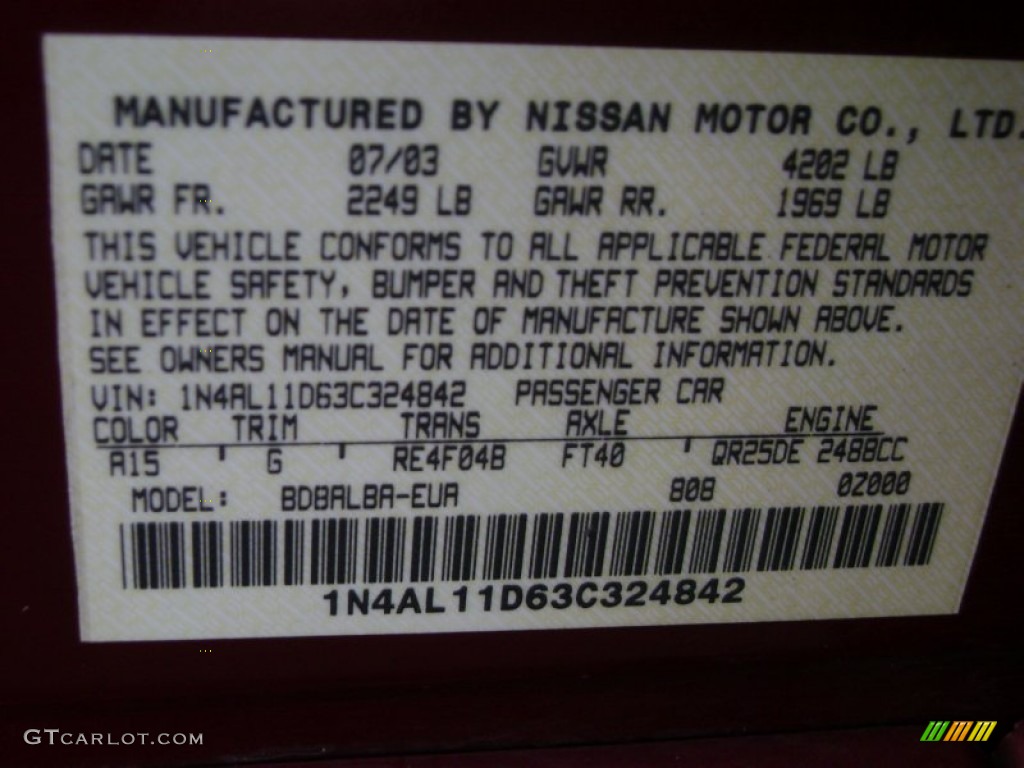 MANUFACTURED BY NISSAN MOTOR CO., LTD.
DATE 07/03 GVWR 4202 LB
GAWR FR. 2249 LB GAWR RR. 1969 LB
THIS VEHICLE CONFORMS TO ALL APPLICABLE FEDERAL MOTOR
VEHICLE SAFETY, BUMPER AND THEFT PREVENTION STANDARDS
IN EFFECT ON THE DATE OF MANUFACTURE SHOWN ABOVE.
SEE OWNERS MANUAL FOR ADDITIONAL INFORMATION.
VIN: 1N4AL11D63C324842 PASSENGER CAR
COLOR TRIM TRANS AXLE ENGINE
A15 G RE4F04B FT40 QR25DE 2488CC
MODEL: BDBALBA-EUA 808 0Z000
1N4AL11D63C324842
GTCARLOT.COM